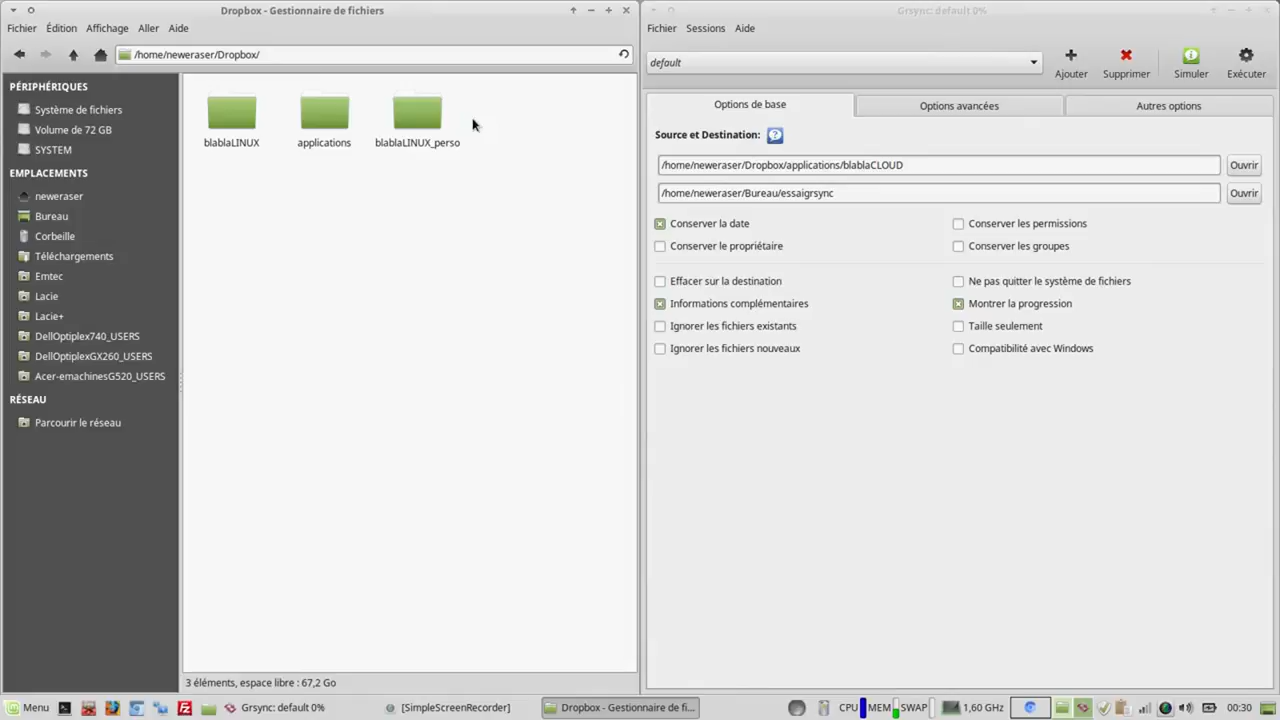 Dropbox - Gestionnaire de fichiers
Fichier Édition Affichage Aller Aide
/home/neweraser/Dropbox/
PÉRIPHÉRIQUES
Système de fichiers
Volume de 72 GB
SYSTEM
EMPLACEMENTS
neweraser
Bureau
Corbeille
Téléchargements
Emtec
Lacie
Lacie+
DellOptiplex740_USERS
DellOptiplexGX260_USERS
Acer-emachinesG520_USERS
RÉSEAU
Parcourir le réseau
blablaLINUX applications blablaLINUX_perso
3 éléments, espace libre : 67,2 Go
Grsync: default 0%
Fichier Sessions Aide
default
Ajouter Supprimer Simuler Exécuter
Options de base Options avancées Autres options
Source et Destination:
/home/neweraser/Dropbox/applications/blablaCLOUD Ouvrir
/home/neweraser/Bureau/essaigrsync Ouvrir
Conserver la date Conserver les permissions
Conserver le propriétaire Conserver les groupes
Effacer sur la destination Ne pas quitter le système de fichiers
Informations complémentaires Montrer la progression
Ignorer les fichiers existants Taille seulement
Ignorer les fichiers nouveaux Compatibilité avec Windows
Menu Grsync: default 0% [SimpleScreenRecorder] Dropbox - Gestionnaire de fi... CPU MEM SWAP 1,60 GHz 00:30